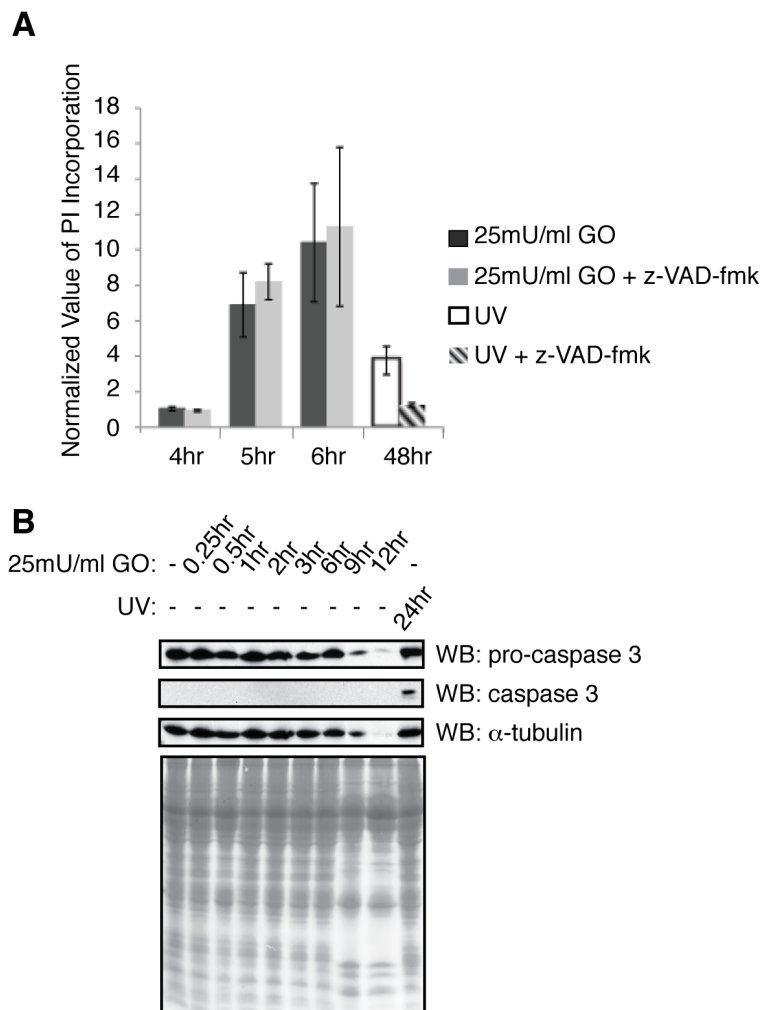 A
Normalized Value of PI Incorporation
18
16
14
12
10
8
6
4
2
0
4hr 5hr 6hr 48hr
25mU/ml GO
25mU/ml GO + z-VAD-fmk
UV
UV + z-VAD-fmk
B
25mU/ml GO: - 0.25hr 0.5hr 1hr 2hr 3hr 6hr 9hr 12hr -
UV: - - - - - - - - - 24hr
WB: pro-caspase 3
WB: caspase 3
WB: α-tubulin